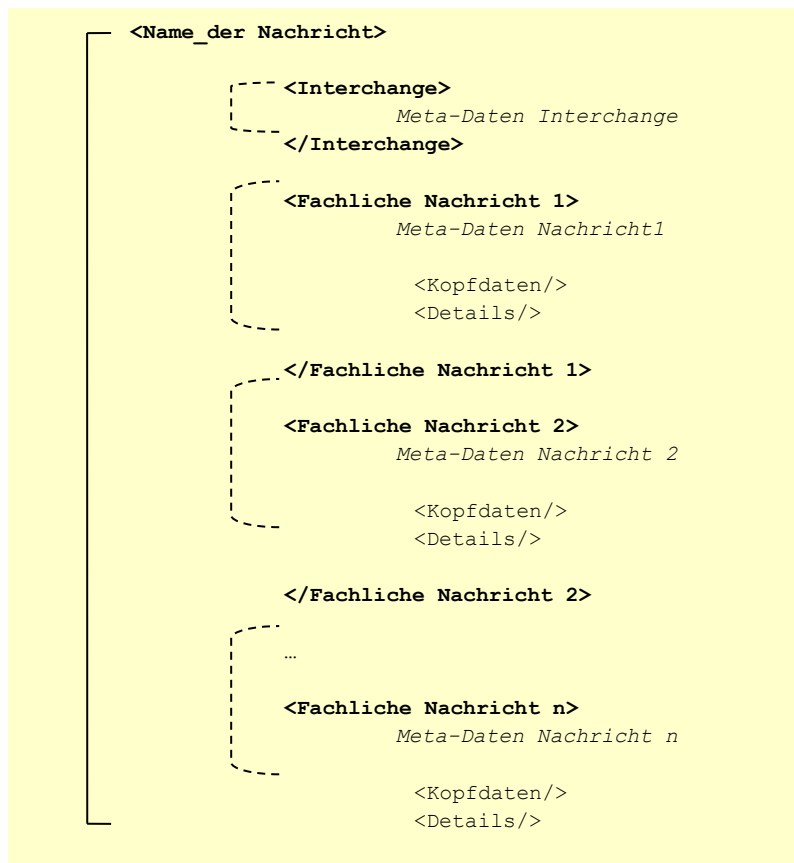 <Name_der Nachricht>
<Interchange>
Meta-Daten Interchange
</Interchange>
<Fachliche Nachricht 1>
Meta-Daten Nachricht1
<Kopfdaten/>
<Details/>
</Fachliche Nachricht 1>
<Fachliche Nachricht 2>
Meta-Daten Nachricht 2
<Kopfdaten/>
<Details/>
</Fachliche Nachricht 2>
…
<Fachliche Nachricht n>
Meta-Daten Nachricht n
<Kopfdaten/>
<Details/>